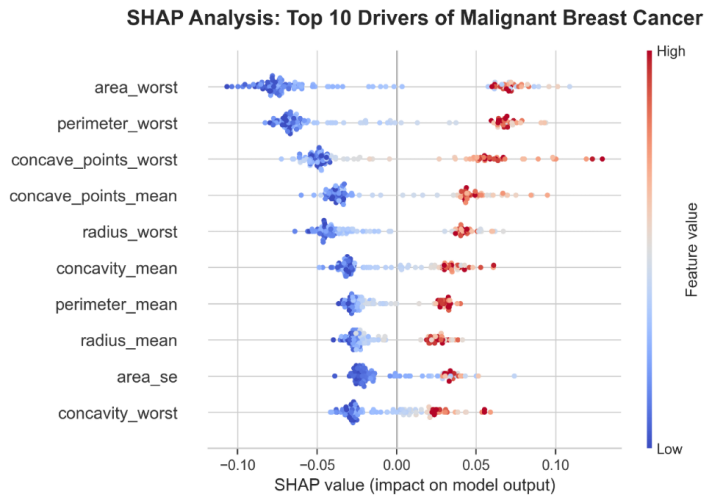 SHAP Analysis: Top 10 Drivers of Malignant Breast Cancer
High
area_worst
perimeter_worst
concave_points_worst
concave_points_mean
radius_worst
concavity_mean
perimeter_mean
radius_mean
area_se
concavity_worst
Feature value
Low
−0.10 −0.05 0.00 0.05 0.10
SHAP value (impact on model output)